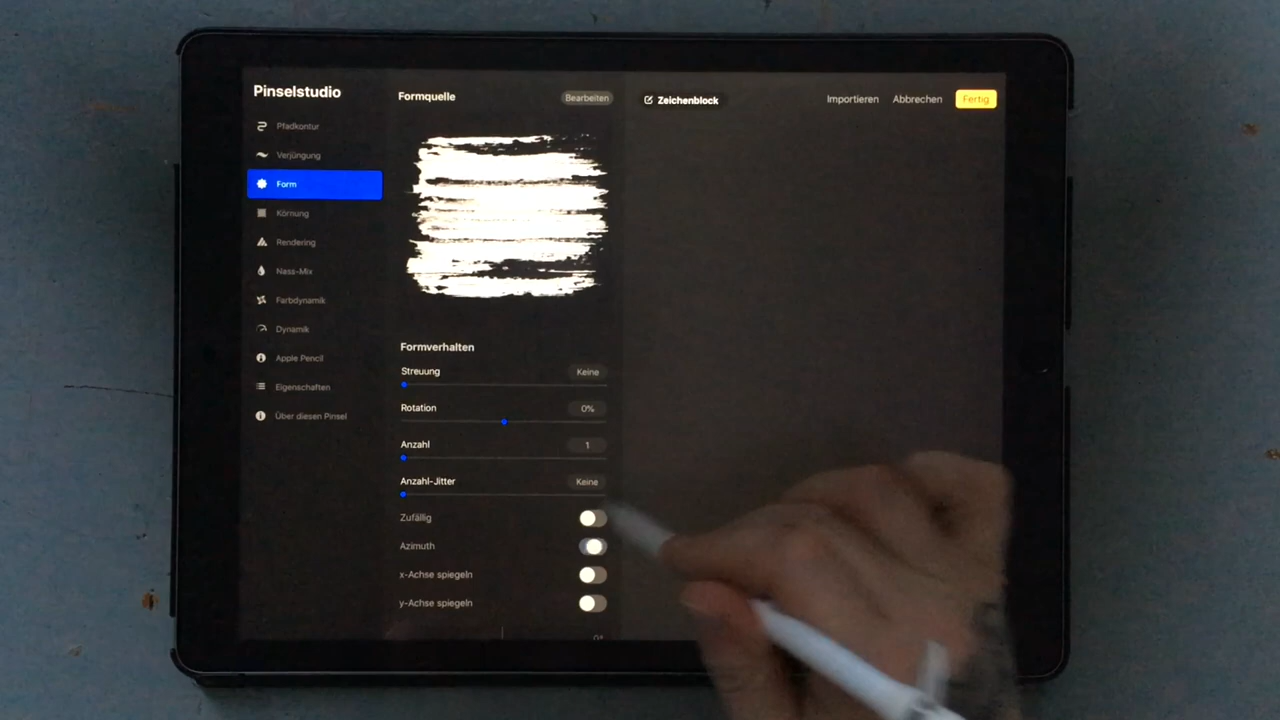 Pinselstudio
Pfadkontur
Verjüngung
Form
Körnung
Rendering
Nass-Mix
Farbdynamik
Dynamik
Apple Pencil
Eigenschaften
Über diesen Pinsel
Formquelle
Bearbeiten
Formverhalten
Streuung Keine
Rotation 0%
Anzahl 1
Anzahl-Jitter Keine
Zufällig
Azimuth
x-Achse spiegeln
y-Achse spiegeln
Zeichenblock
Importieren Abbrechen Fertig